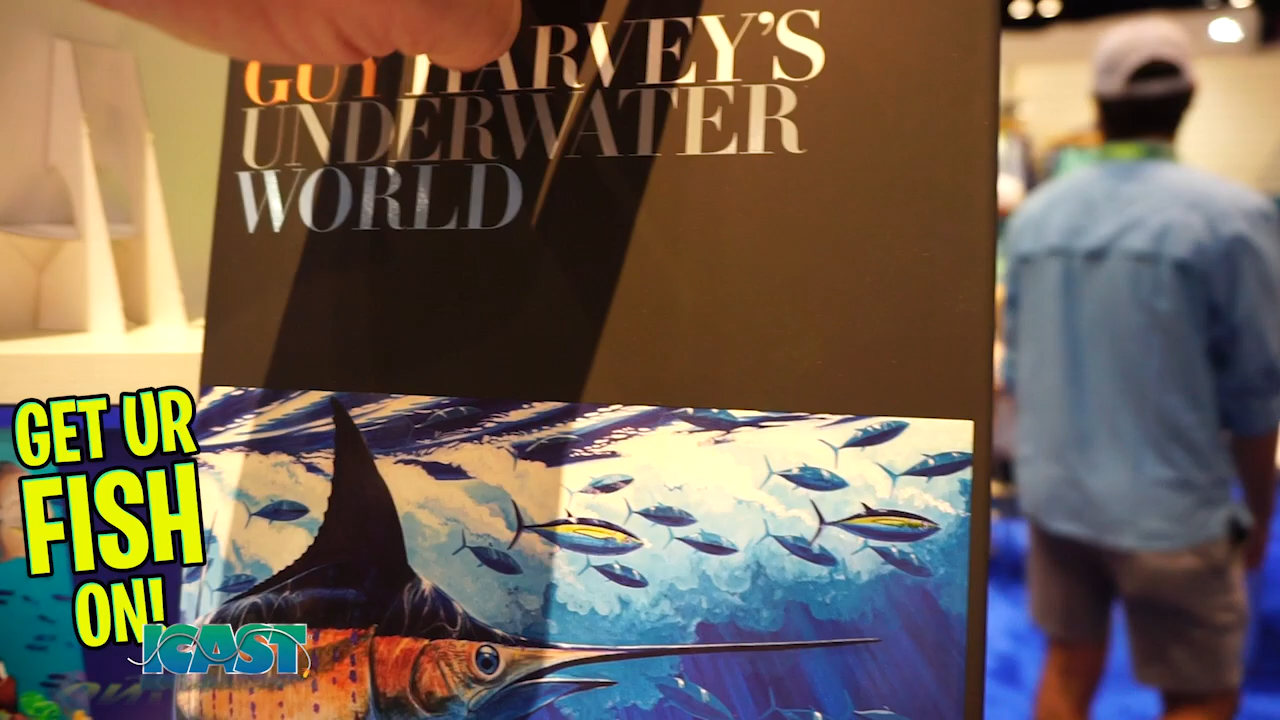 GUY HARVEY'S
UNDERWATER
WORLD
GET UR
FISH
ON!
ICAST